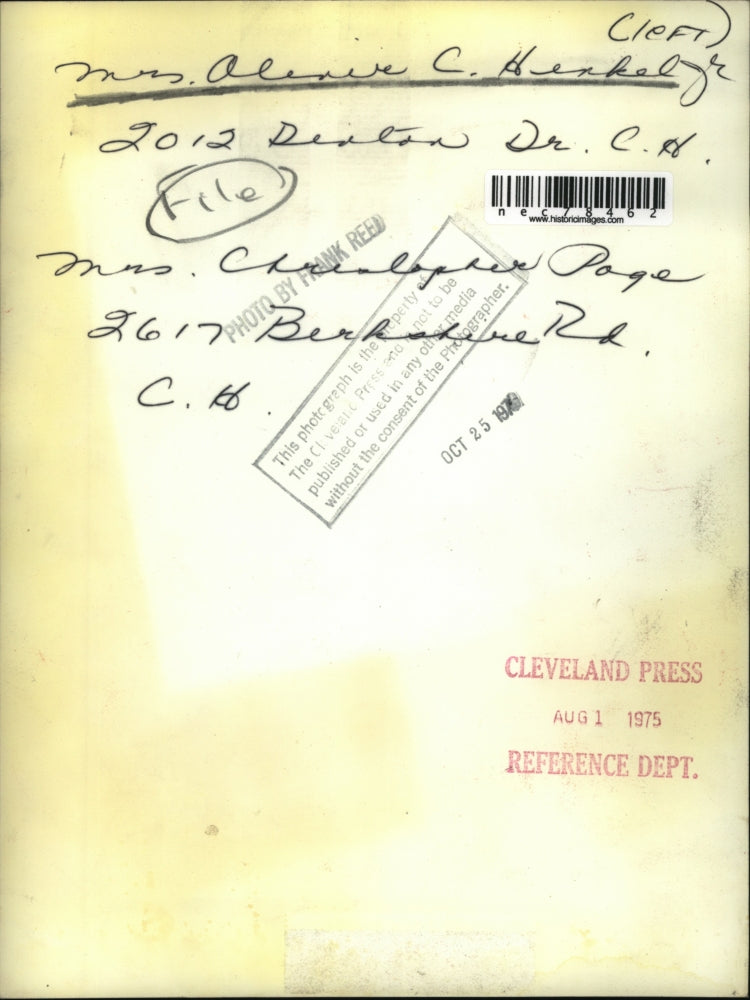 (LEFT)
Mrs. Oliver C. Henkel Jr
2012 Denton Dr. C.H.
File
nec78462
www.historicimages.com
Mrs. Christopher Page
2617 Berkshire Rd.
C.H.
PHOTO BY FRANK REED
This photograph is the property of
The Cleveland Press and is not to be
published or used in any other media
without the consent of the Photographer.
OCT 25
CLEVELAND PRESS
AUG 1 1975
REFERENCE DEPT.